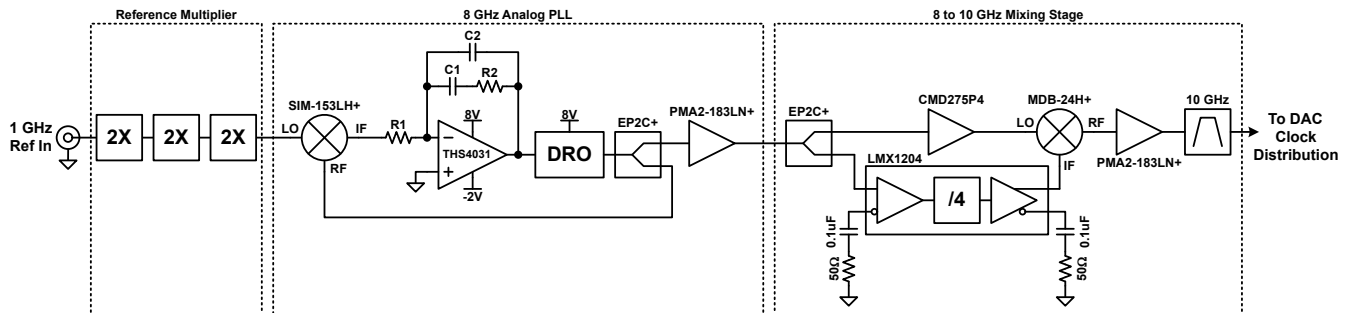 Reference Multiplier
8 GHz Analog PLL
8 to 10 GHz Mixing Stage
C2
C1
R2
SIM-153LH+
LO
IF
RF
R1
8V
THS4031
-2V
8V
DRO
EP2C+
PMA2-183LN+
EP2C+
CMD275P4
MDB-24H+
LO
RF
IF
10 GHz
PMA2-183LN+
LMX1204
/4
0.1uF
50Ω
0.1uF
50Ω
1 GHz
Ref In
2X
2X
2X
To DAC
Clock
Distribution